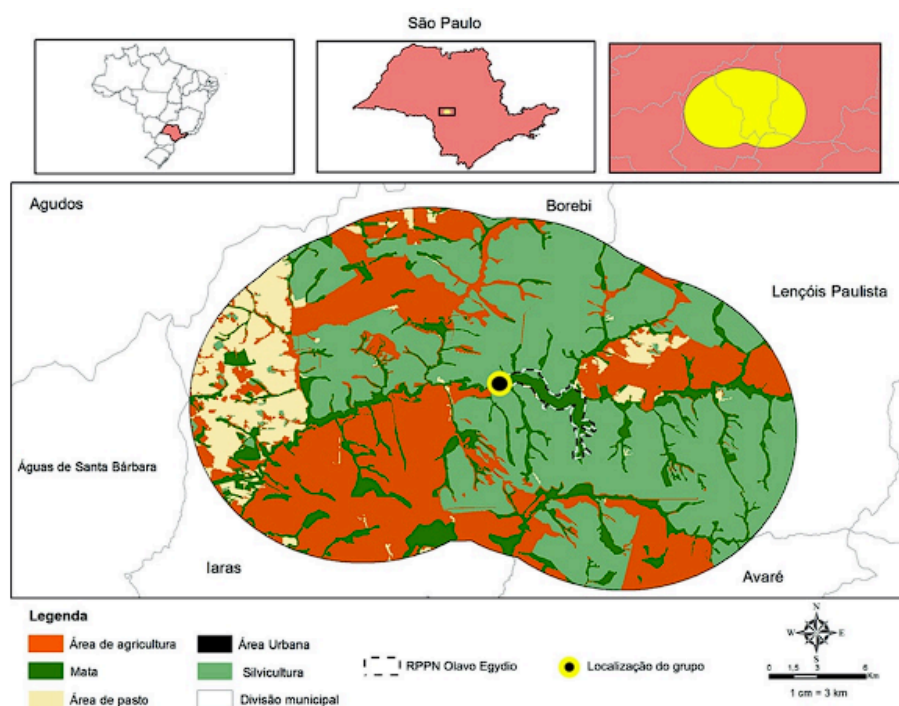 São Paulo
Agudos
Borebi
Lençóis Paulista
Águas de Santa Bárbara
Iaras
Avaré
Legenda
Área de agricultura
Mata
Área de pasto
Área Urbana
Silvicultura
Divisão municipal
RPPN Olavo Egydio
Localização do grupo
N
W E
S
0 1,5 3 6
Km
1 cm = 3 km